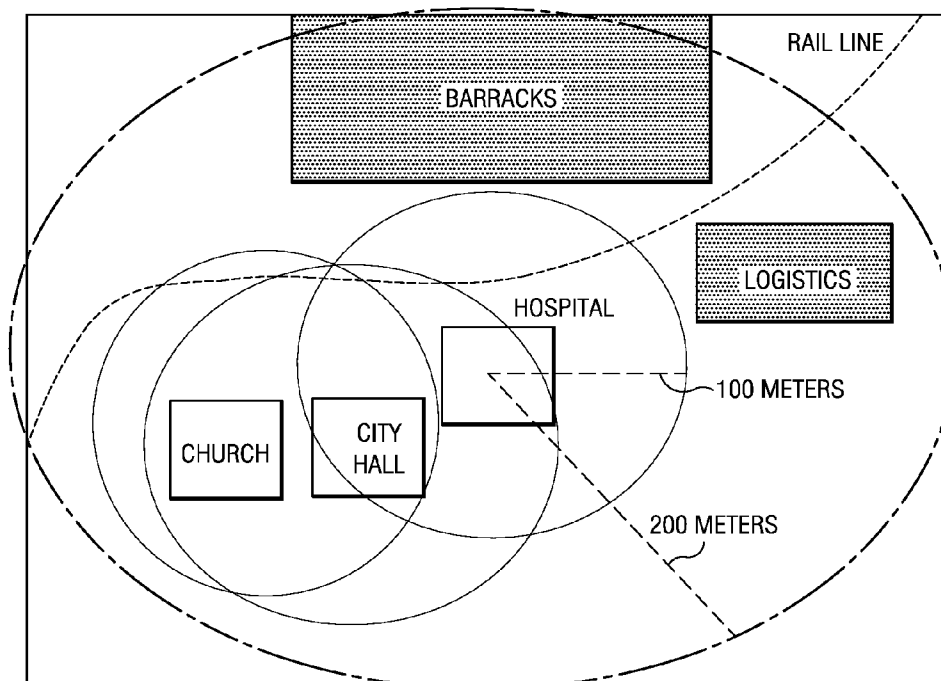 RAIL LINE
BARRACKS
LOGISTICS
HOSPITAL
100 METERS
CHURCH
CITY
HALL
200 METERS